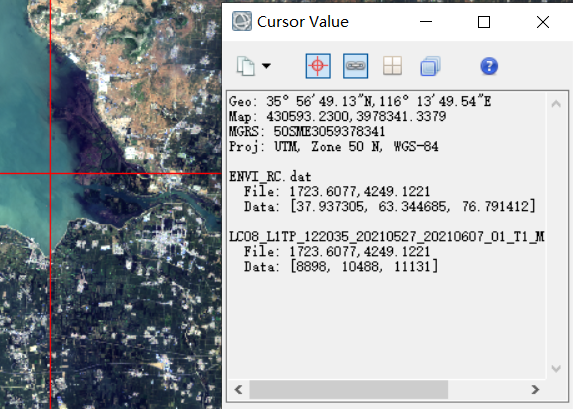 Cursor Value
Geo: 35° 56'49.13"N,116° 13'49.54"E
Map: 430593.2300,3978341.3379
MGRS: 50SME3059378341
Proj: UTM, Zone 50 N, WGS-84
ENVI_RC.dat
File: 1723.6077,4249.1221
Data: [37.937305, 63.344685, 76.791412]
LC08_L1TP_122035_20210527_20210607_01_T1_M
File: 1723.6077,4249.1221
Data: [8898, 10488, 11131]